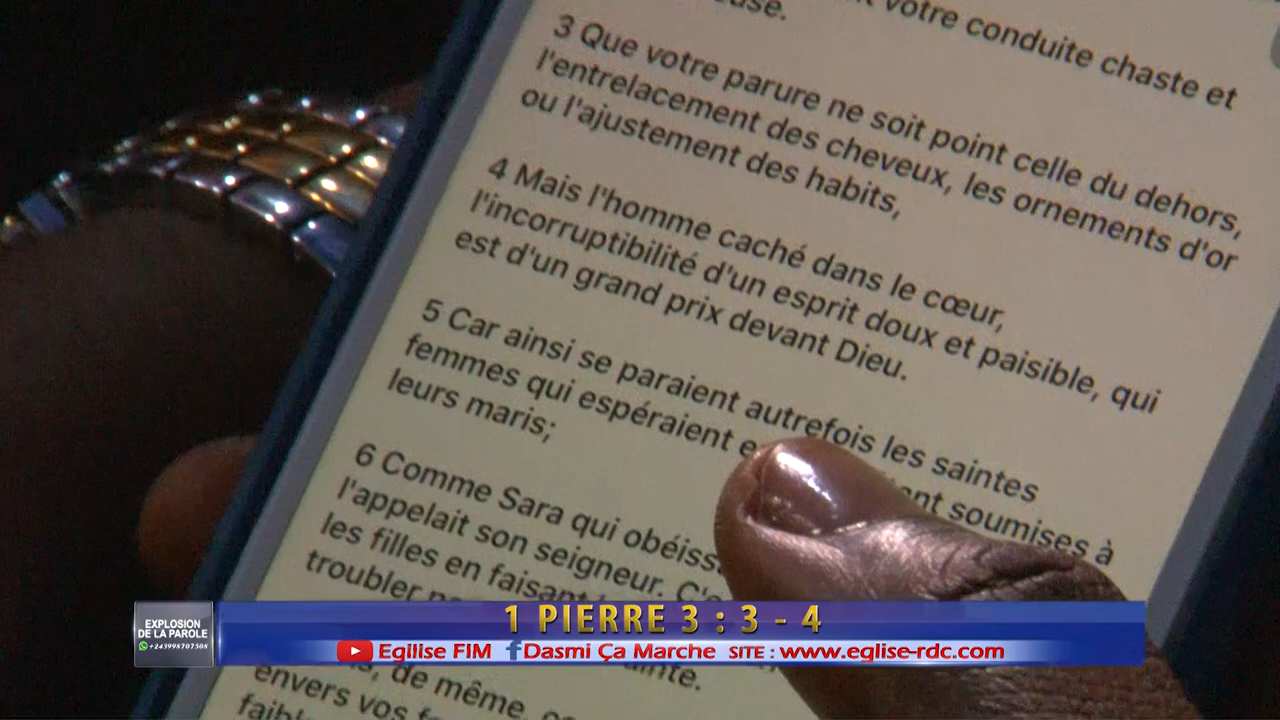 votre conduite chaste et
3 Que votre parure ne soit point celle du dehors,
l'entrelacement des cheveux, les ornements d'or
ou l'ajustement des habits,
4 Mais l'homme caché dans le cœur,
l'incorruptibilité d'un esprit doux et paisible, qui
est d'un grand prix devant Dieu.
5 Car ainsi se paraient autrefois les saintes
femmes qui espéraient soumises à
leurs maris;
6 Comme Sara qui
l'appelait son seigneur.
les filles en faisant
troubler
1 PIERRE 3 : 3 - 4
EXPLOSION
DE LA PAROLE
+243998707508
Egilise FIM Dasmi Ça Marche SITE : www.eglise-rdc.com
de même,
envers vos